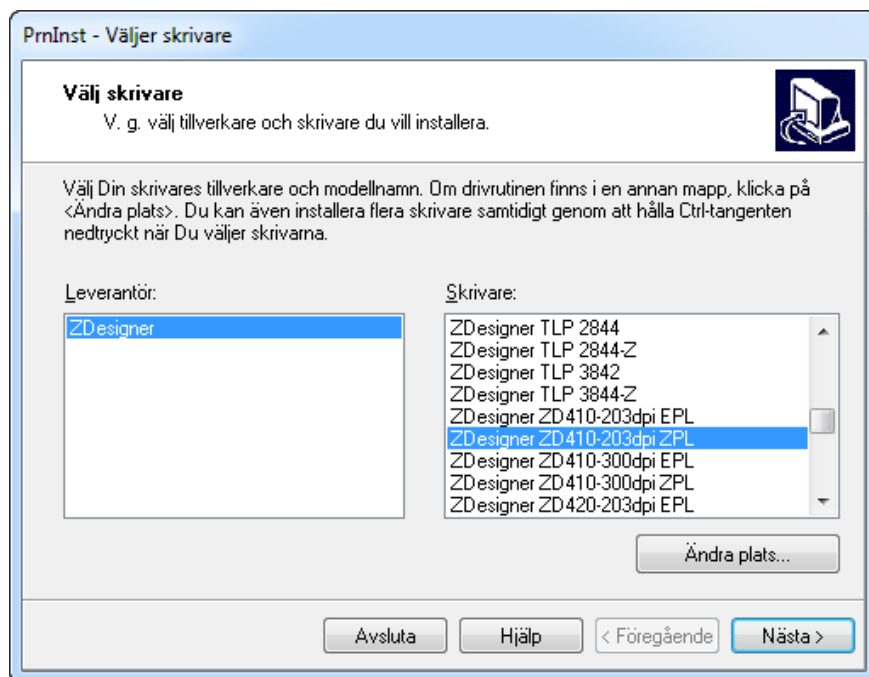 PrnInst - Väljer skrivare
Välj skrivare
V. g. välj tillverkare och skrivare du vill installera.
Välj Din skrivares tillverkare och modellnamn. Om drivrutinen finns i en annan mapp, klicka på
<Ändra plats>. Du kan även installera flera skrivare samtidigt genom att hålla Ctrl-tangenten
nedtryckt när Du väljer skrivarna.
Leverantör:
ZDesigner
Skrivare:
ZDesigner TLP 2844
ZDesigner TLP 2844-Z
ZDesigner TLP 3842
ZDesigner TLP 3844-Z
ZDesigner ZD410-203dpi EPL
ZDesigner ZD410-203dpi ZPL
ZDesigner ZD410-300dpi EPL
ZDesigner ZD410-300dpi ZPL
ZDesigner ZD420-203dpi EPL
Ändra plats...
Avsluta
Hjälp
< Föregående
Nästa >